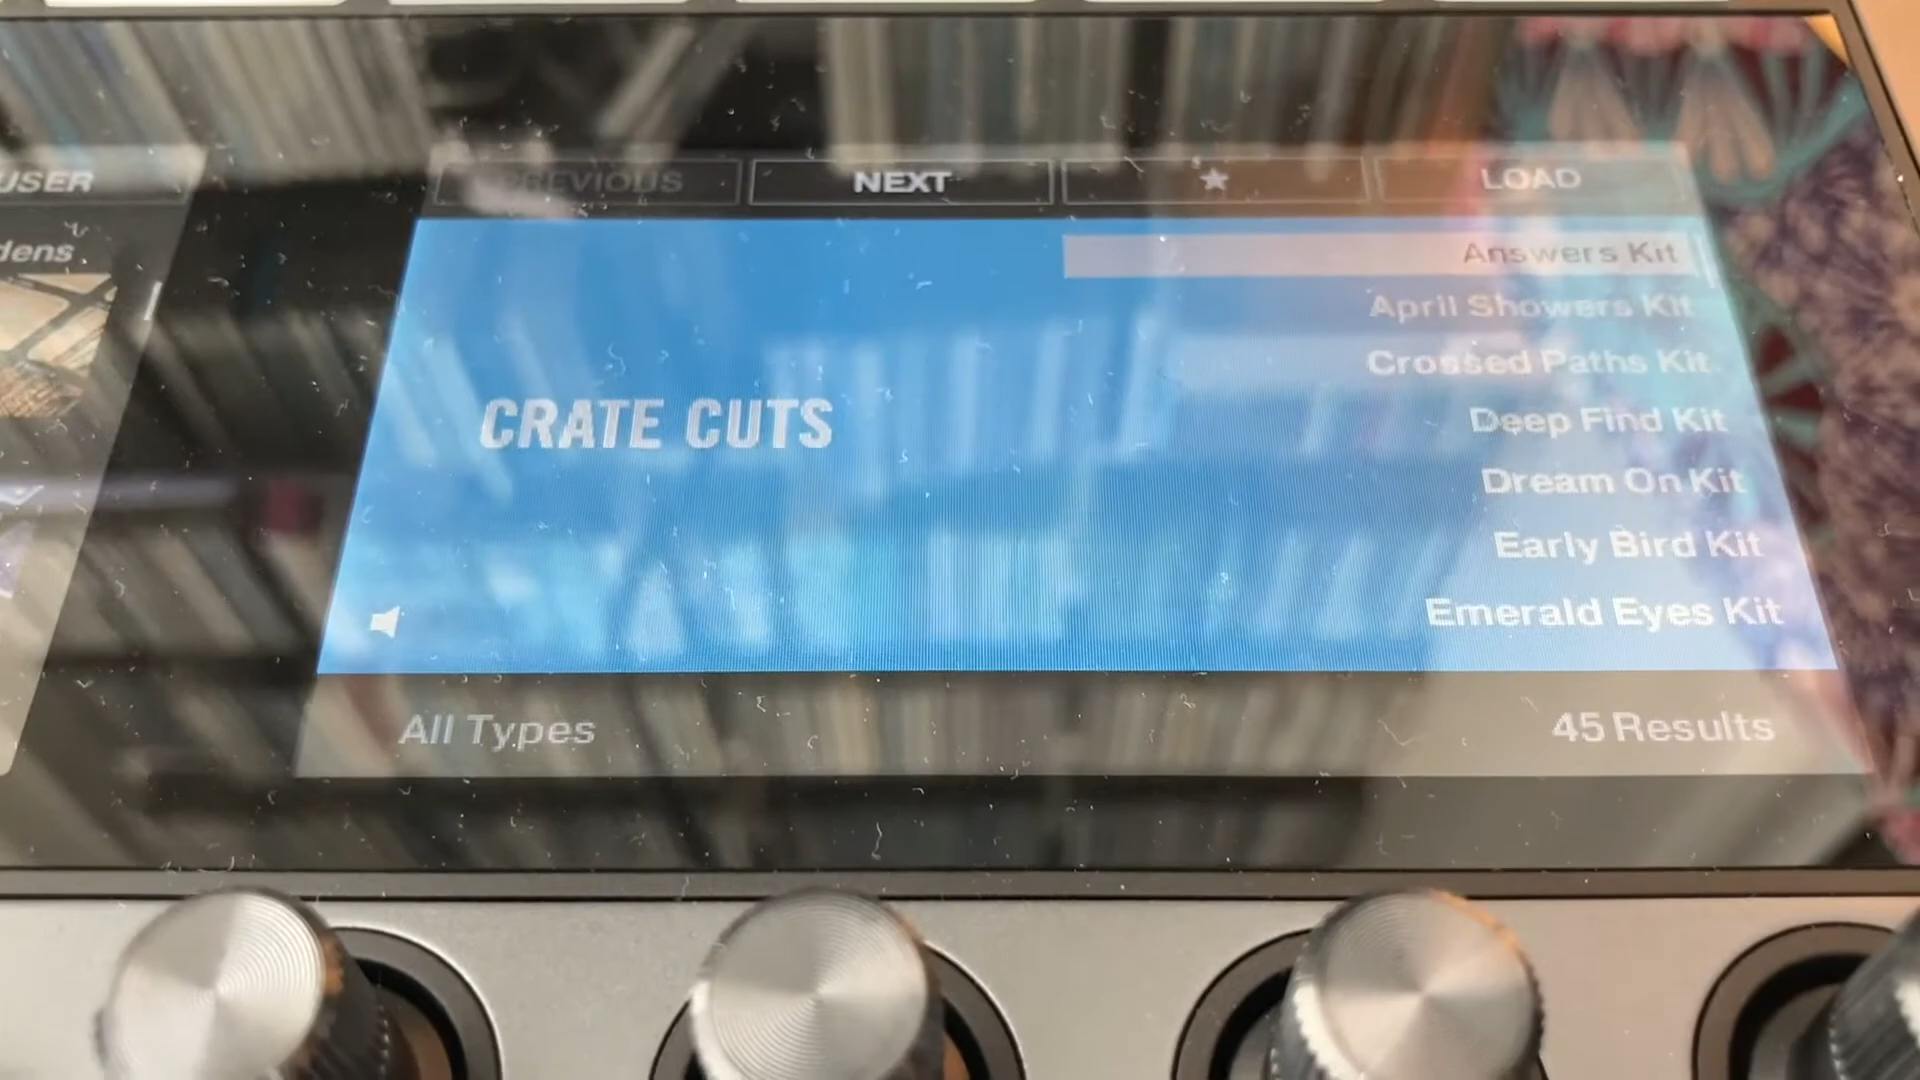 USER
dens
PREVIOUS
NEXT
★
LOAD
CRATE CUTS
Answers Kit
April Showers Kit
Crossed Paths Kit
Deep Find Kit
Dream On Kit
Early Bird Kit
Emerald Eyes Kit
All Types
45 Results